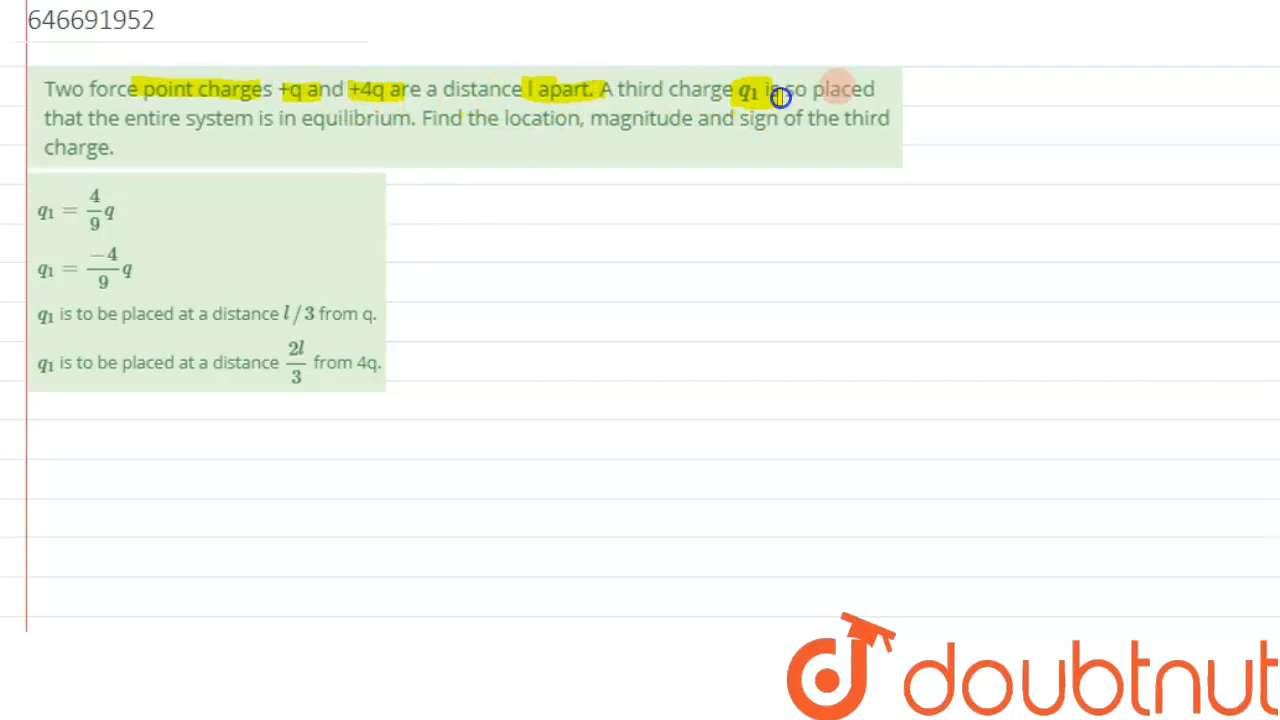 646691952
Two force point charges +q and +4q are a distance l apart. A third charge q₁ is so placed
that the entire system is in equilibrium. Find the location, magnitude and sign of the third
charge.
q₁ = 4/9 q
q₁ = −4/9 q
q₁ is to be placed at a distance l/3 from q.
q₁ is to be placed at a distance 2l/3 from 4q.
doubtnut